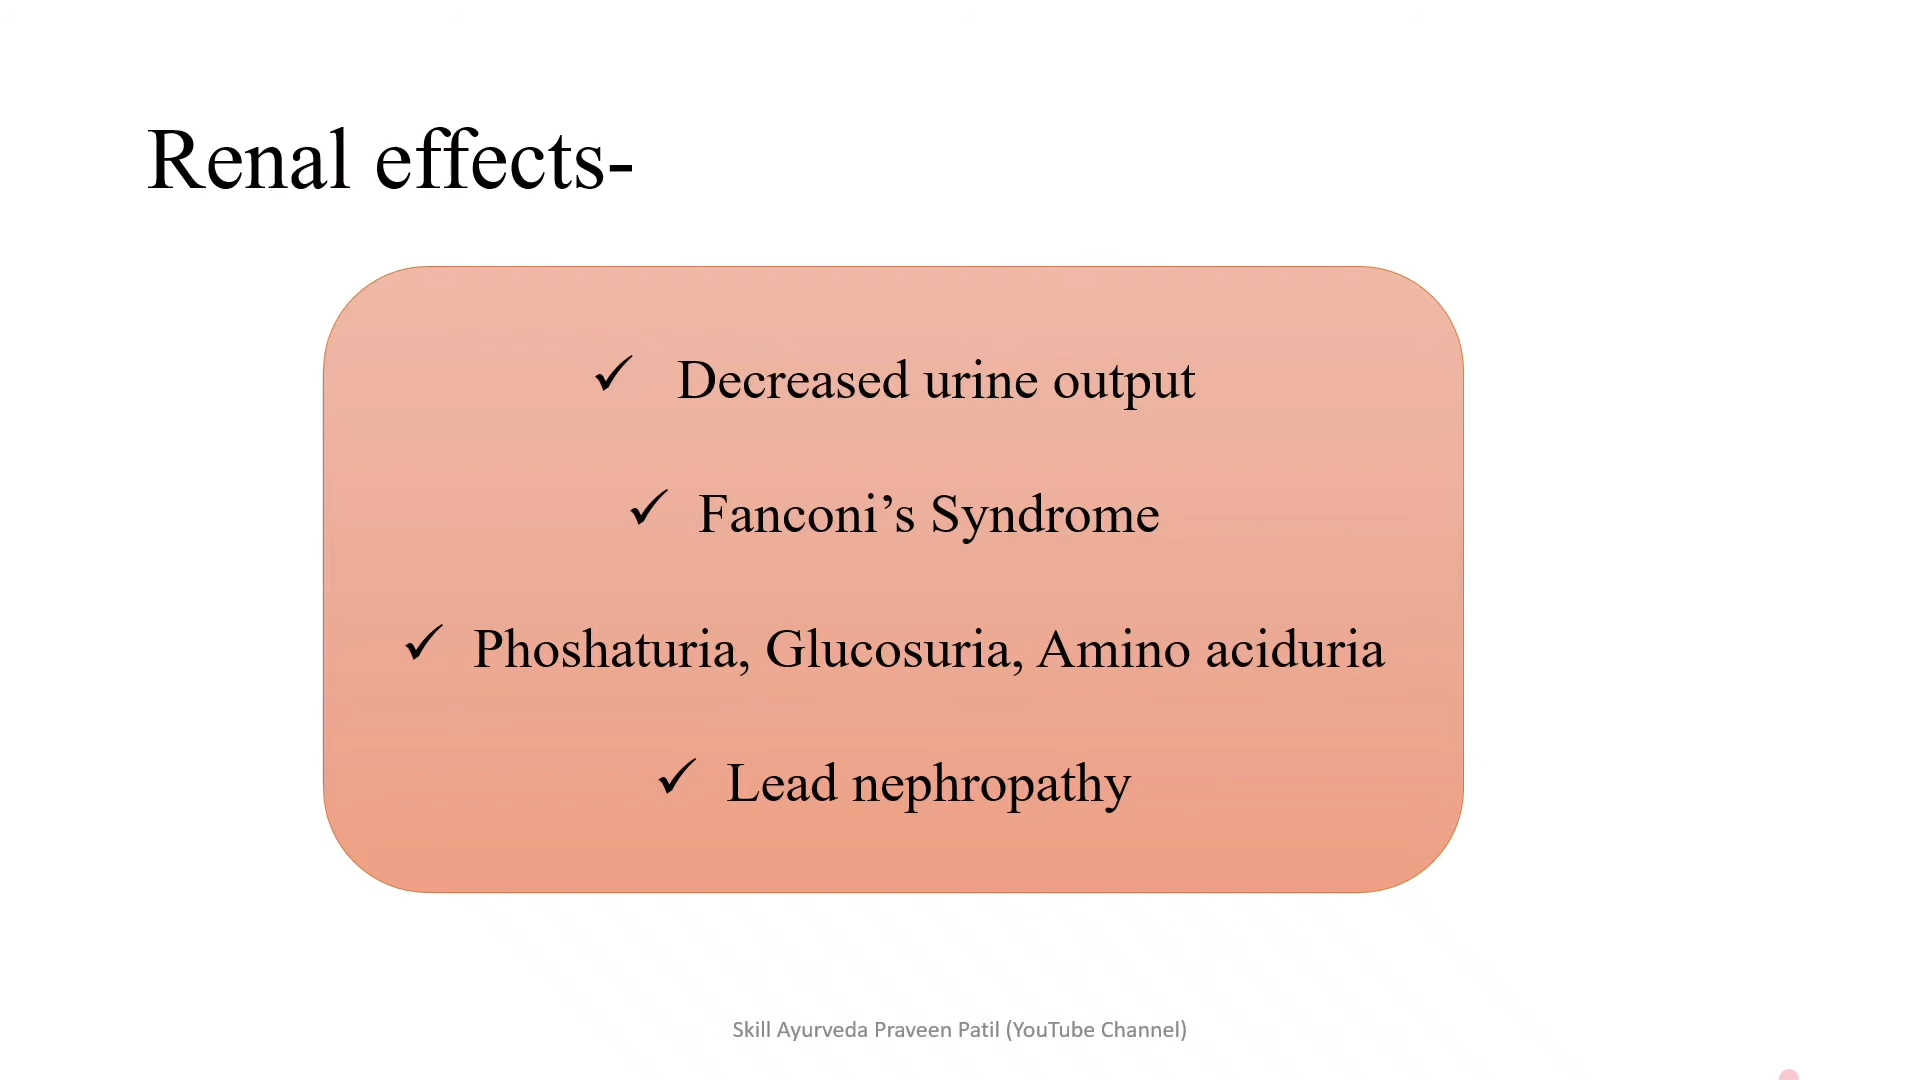 Renal effects-
✓ Decreased urine output
✓ Fanconi’s Syndrome
✓ Phoshaturia, Glucosuria, Amino aciduria
✓ Lead nephropathy
Skill Ayurveda Praveen Patil (YouTube Channel)